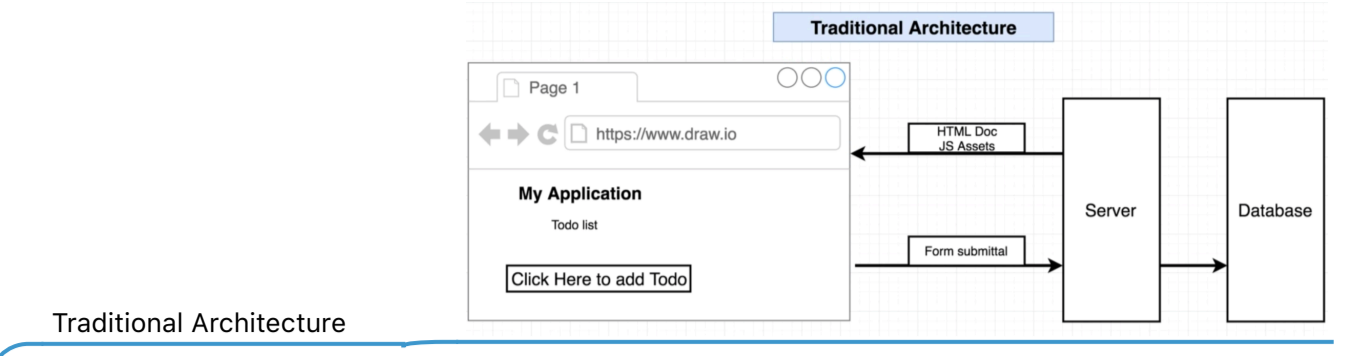 Traditional Architecture
Page 1
https://www.draw.io
My Application
Todo list
Click Here to add Todo
HTML Doc
JS Assets
Form submittal
Server
Database
Traditional Architecture